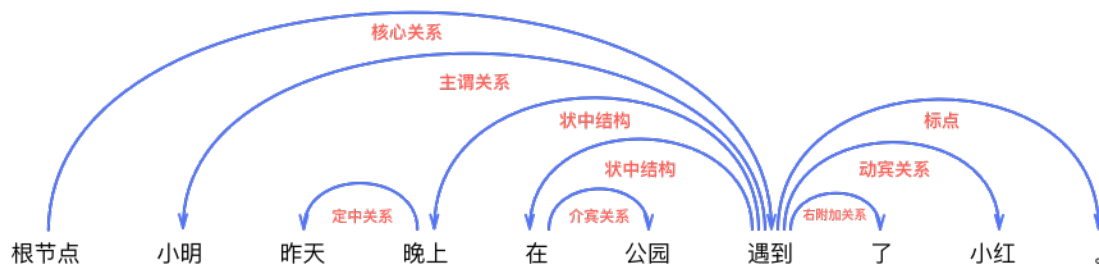 核心关系
主谓关系
状中结构 标点
状中结构 动宾关系
定中关系 介宾关系 右附加关系
根节点 小明 昨天 晚上 在 公园 遇到 了 小红 。